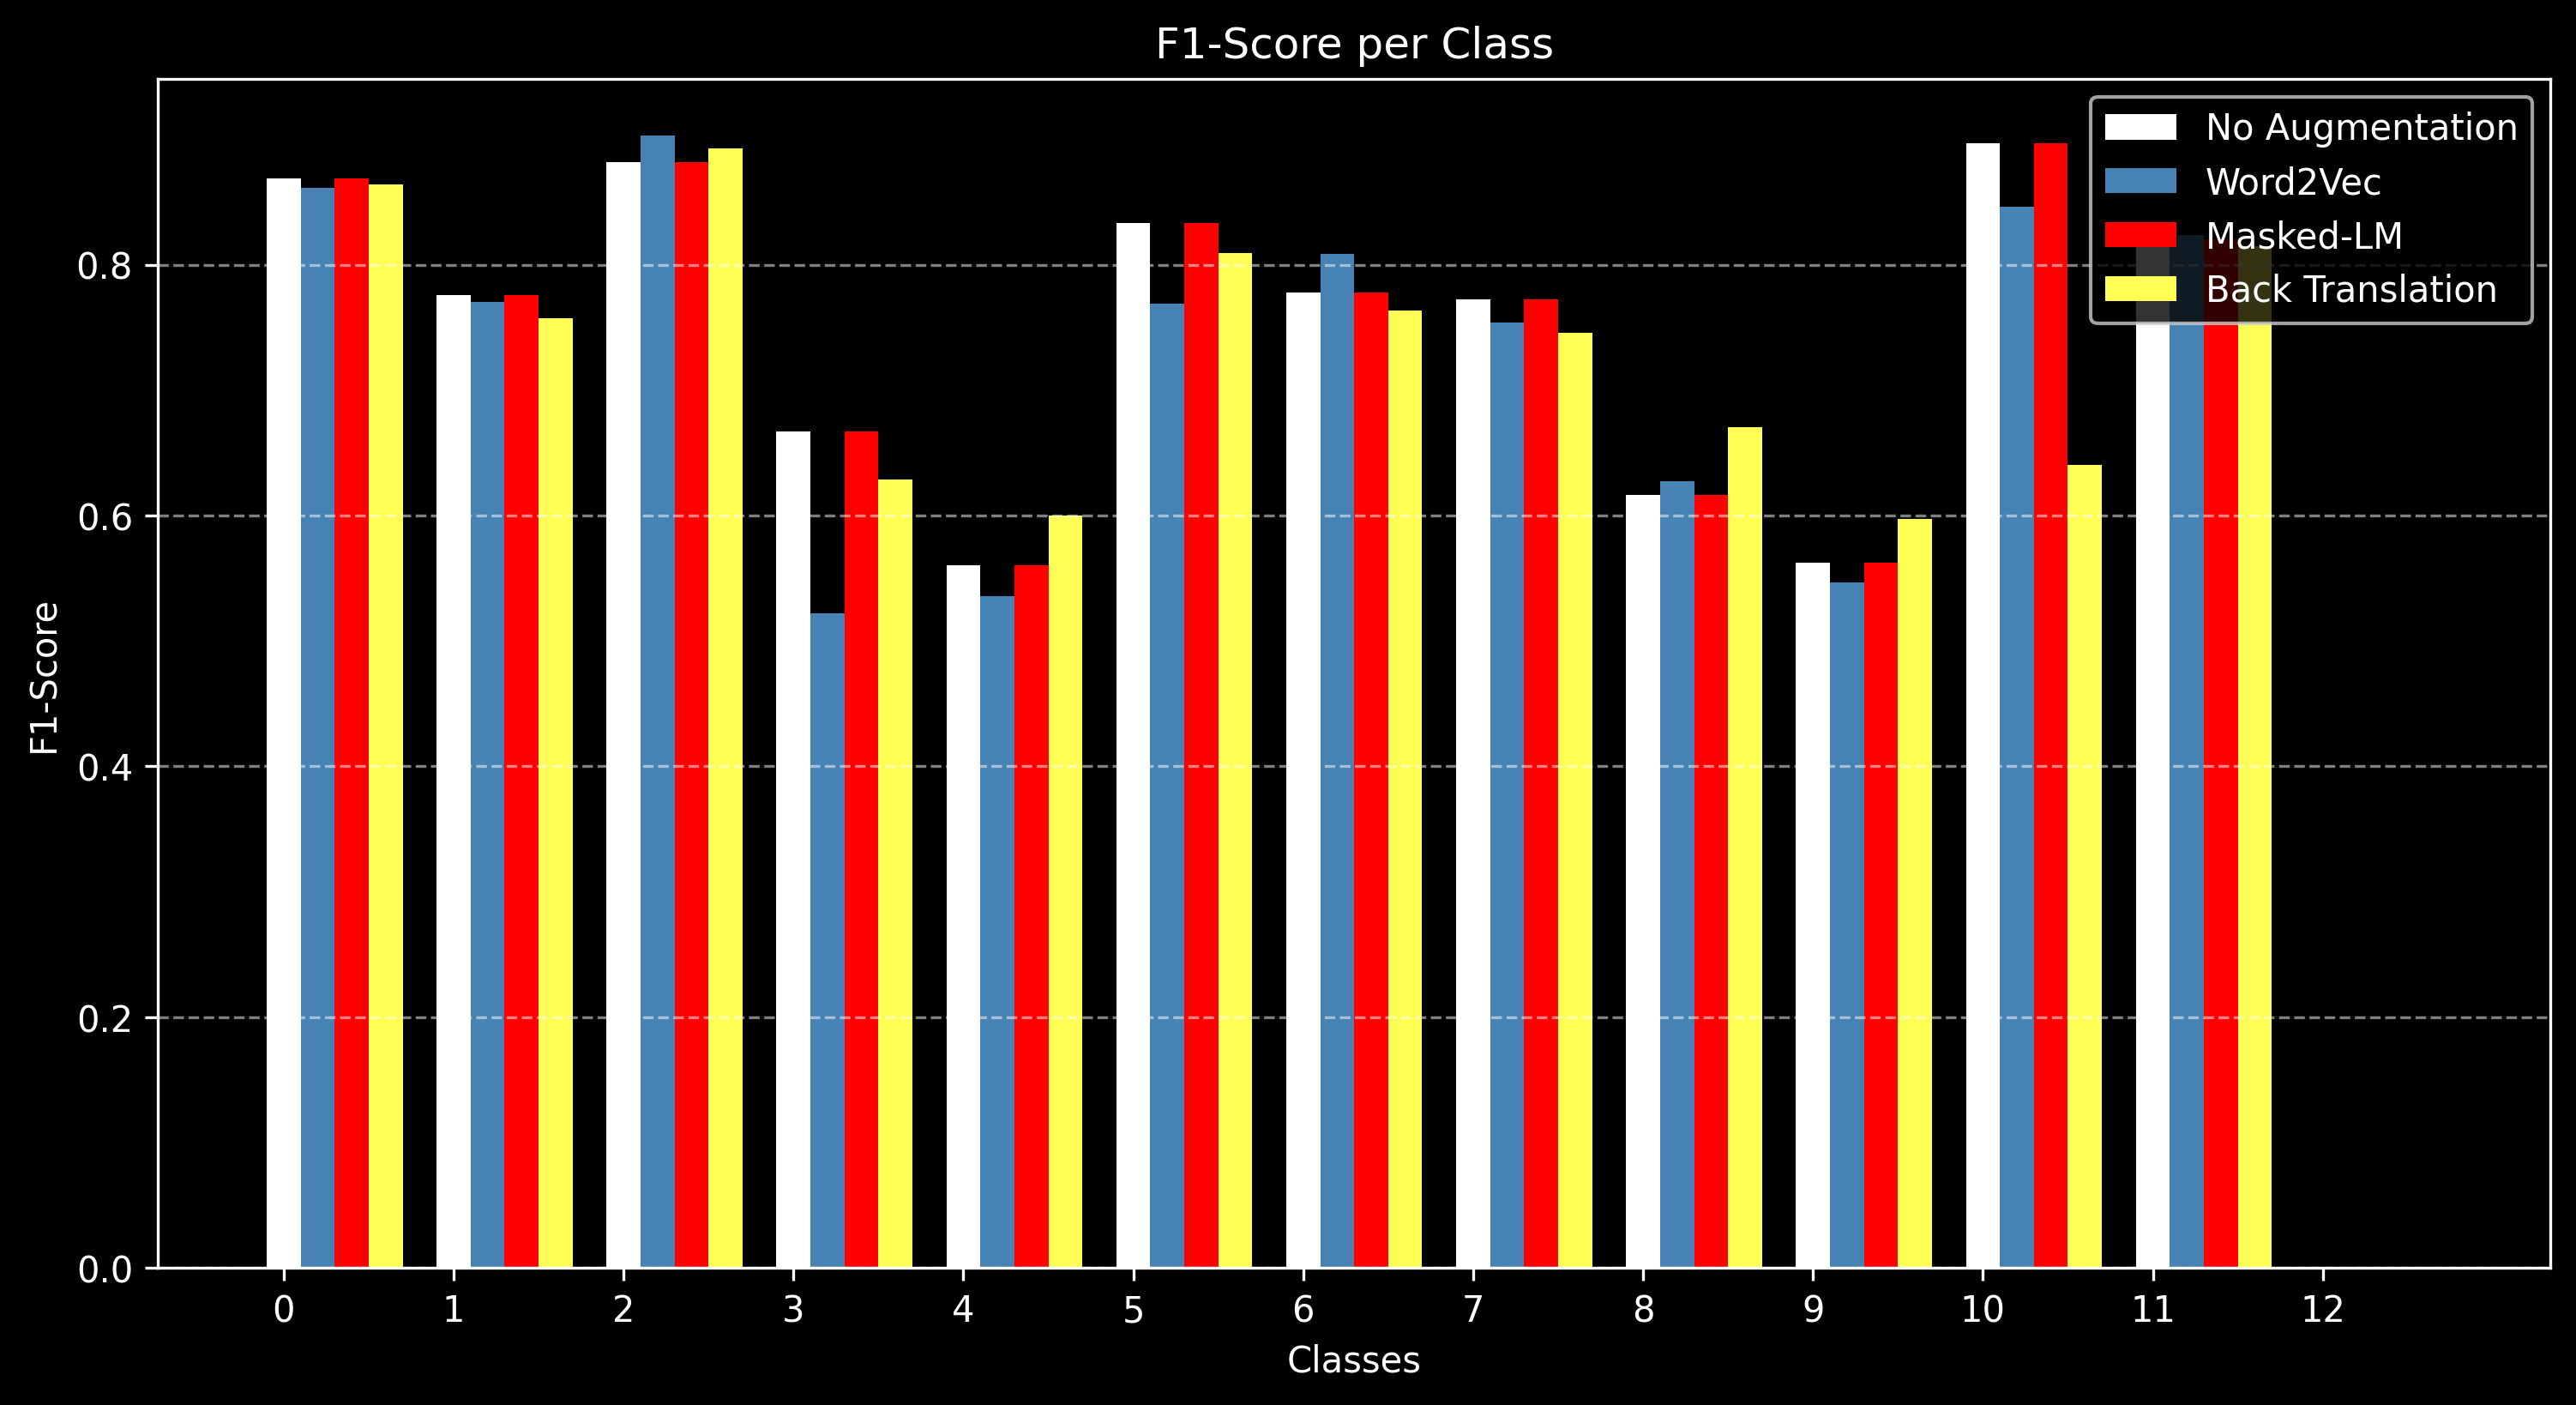 F1-Score per Class
No Augmentation
Word2Vec
Masked-LM
Back Translation
0.8
0.6
0.4
0.2
0.0
F1-Score
0 1 2 3 4 5 6 7 8 9 10 11 12
Classes